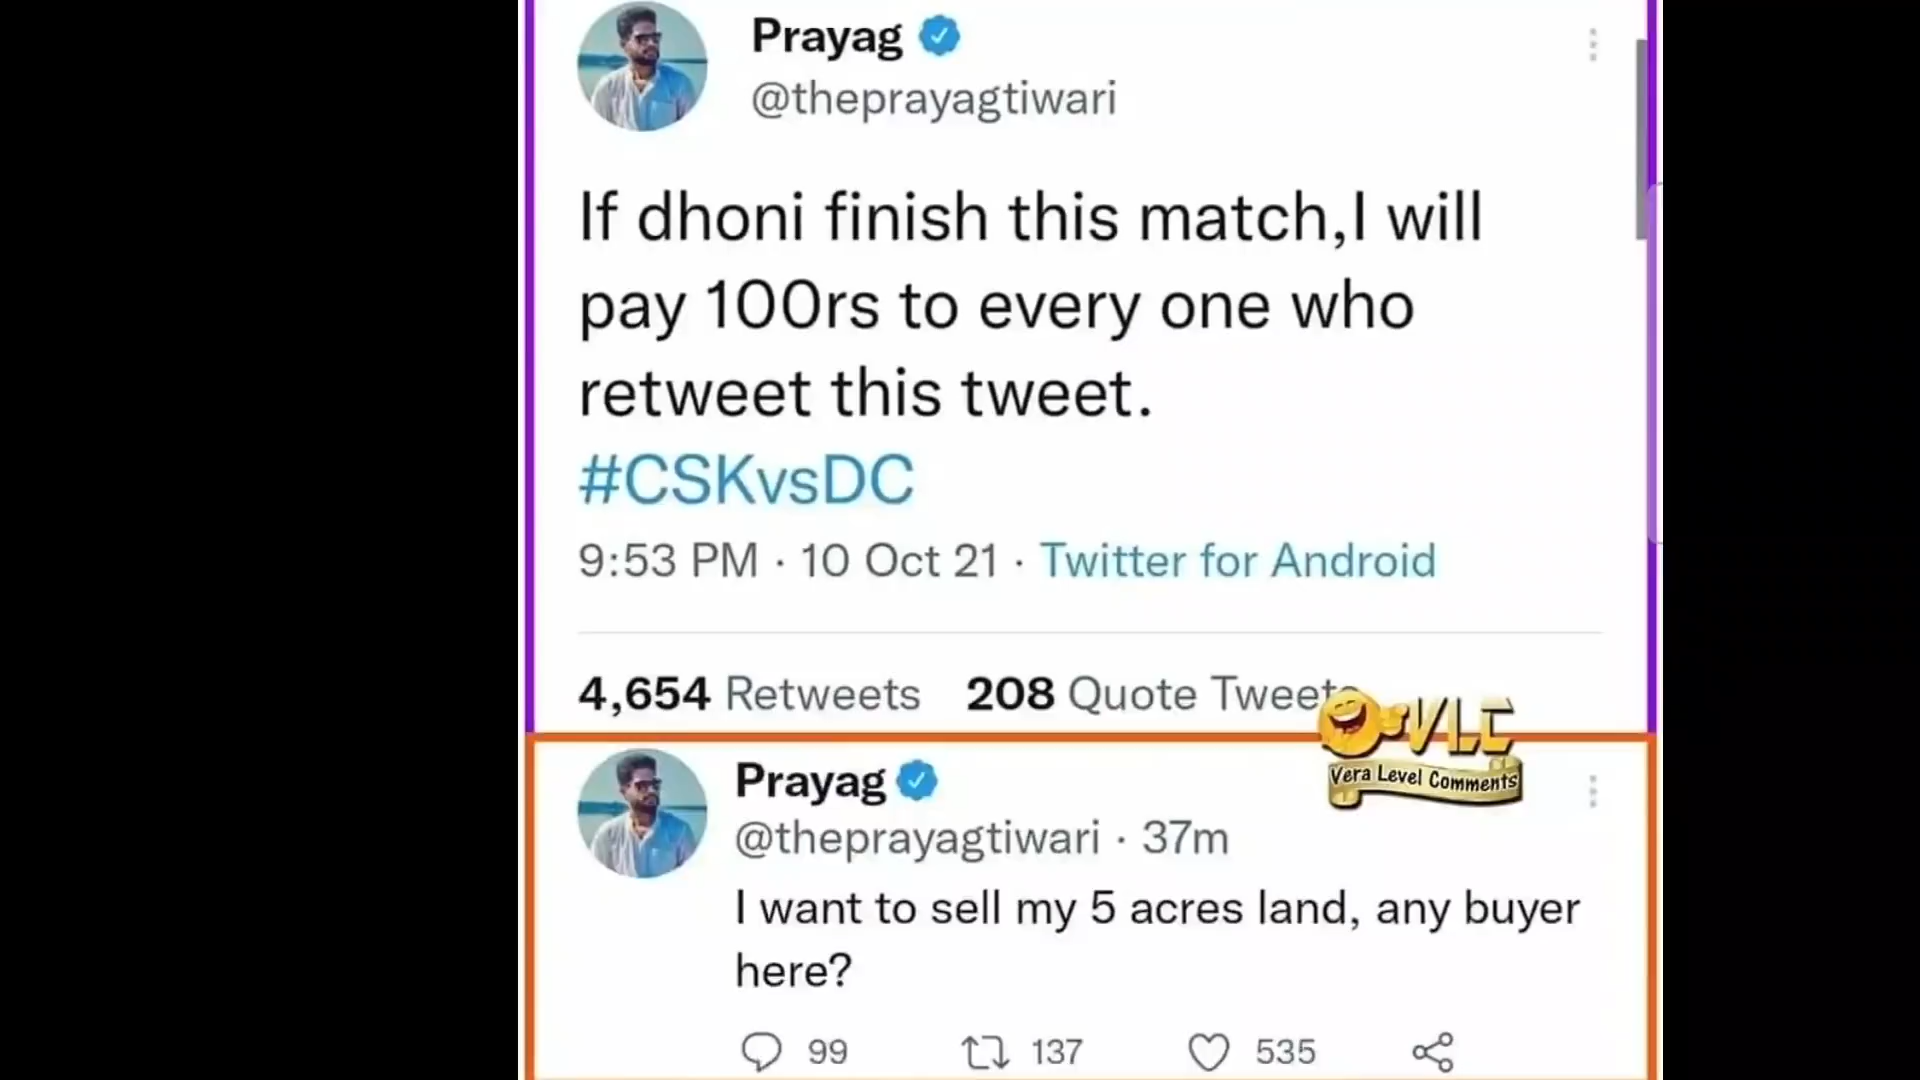 Prayag
@theprayagtiwari
If dhoni finish this match,I will
pay 100rs to every one who
retweet this tweet.
#CSKvsDC
9:53 PM · 10 Oct 21 · Twitter for Android
4,654 Retweets 208 Quote Tweets
VLC
Vera Level Comments
Prayag
@theprayagtiwari · 37m
I want to sell my 5 acres land, any buyer
here?
99 137 535